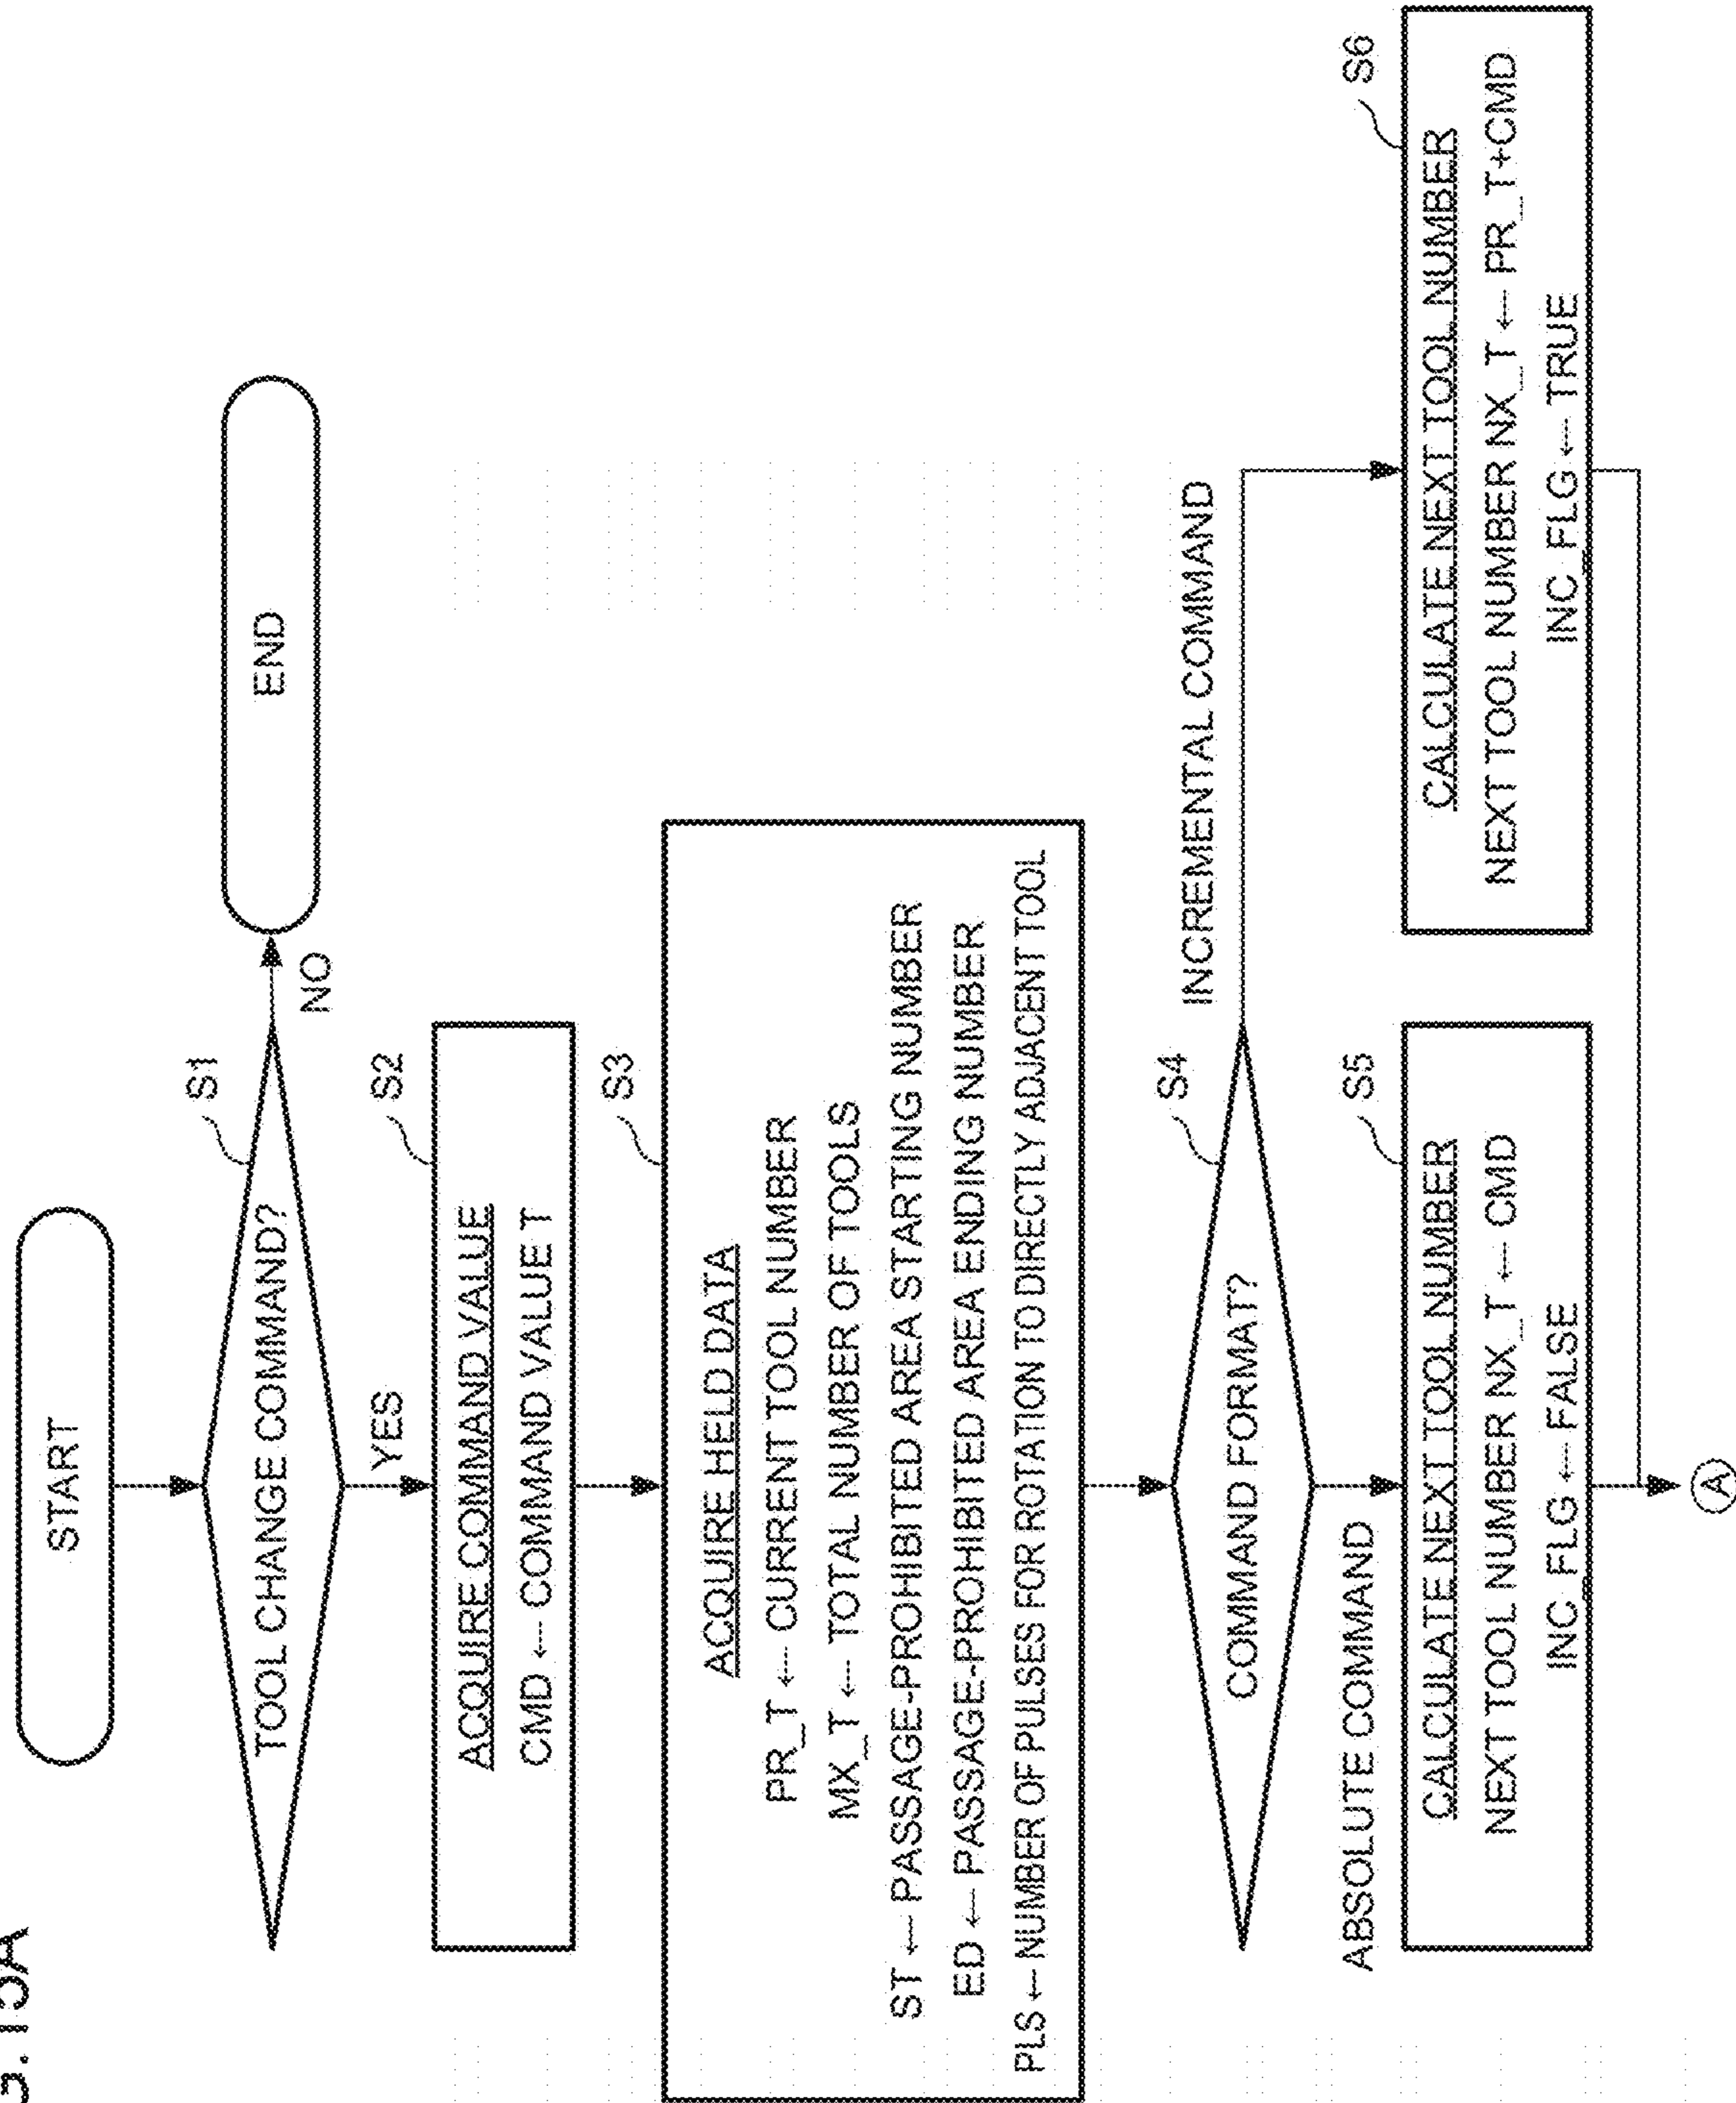 START
TOOL CHANGE COMMAND?
S1
NO
END
YES
S2
ACQUIRE COMMAND VALUE
CMD ← COMMAND VALUE T
S3
ACQUIRE HELD DATA
PR_T ← CURRENT TOOL NUMBER
MX_T ← TOTAL NUMBER OF TOOLS
ST ← PASSAGE-PROHIBITED AREA STARTING NUMBER
ED ← PASSAGE-PROHIBITED AREA ENDING NUMBER
PLS ← NUMBER OF PULSES FOR ROTATION TO DIRECTLY ADJACENT TOOL
S4
COMMAND FORMAT?
INCREMENTAL COMMAND
ABSOLUTE COMMAND
S5
CALCULATE NEXT TOOL NUMBER
NEXT TOOL NUMBER NX_T ← CMD
INC_FLG ← FALSE
S6
CALCULATE NEXT TOOL NUMBER
NEXT TOOL NUMBER NX_T ← PR_T+CMD
INC_FLG ← TRUE
A